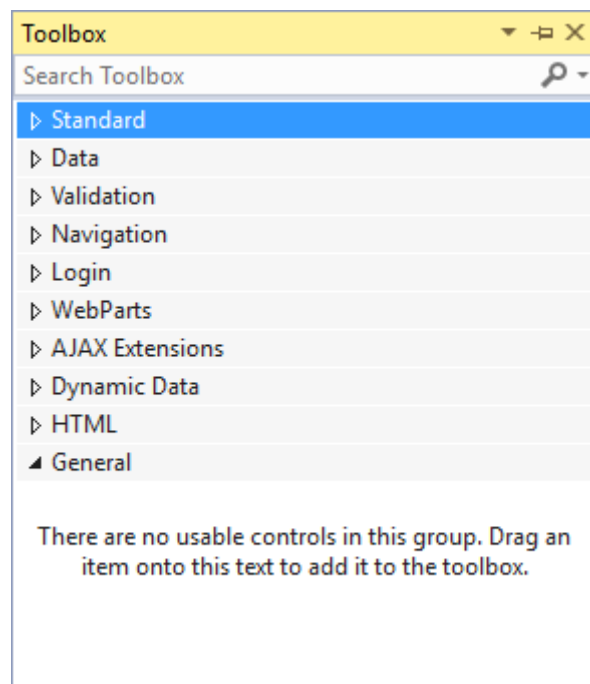 Toolbox
Search Toolbox
Standard
Data
Validation
Navigation
Login
WebParts
AJAX Extensions
Dynamic Data
HTML
General
There are no usable controls in this group. Drag an
item onto this text to add it to the toolbox.